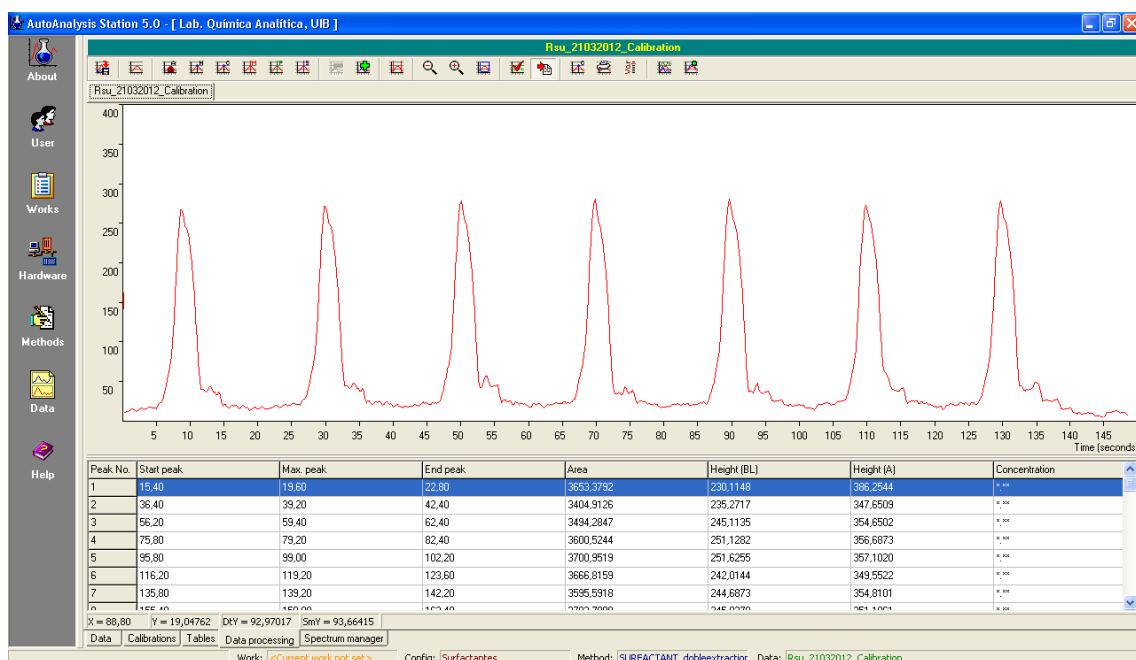 AutoAnalysis Station 5.0 - [ Lab. Química Analítica, UIB ]
About
User
Works
Hardware
Methods
Data
Help
Rsu_21032012_Calibration
Rsu_21032012_Calibration
400
350
300
250
200
150
100
50
5 10 15 20 25 30 35 40 45 50 55 60 65 70 75 80 85 90 95 100 105 110 115 120 125 130 135 140 145
Time (seconds
Peak No. Start peak Max. peak End peak Area Height (BL) Height (A) Concentration
1 15,40 19,60 22,80 3653,3792 230,1148 386,2544 *,**
2 36,40 39,20 42,40 3404,9126 235,2717 347,6509 *,**
3 56,20 59,40 62,40 3494,2847 245,1135 354,6502 *,**
4 75,80 79,20 82,40 3600,5244 251,1282 356,6873 *,**
5 95,80 99,00 102,20 3700,9519 251,6255 357,1020 *,**
6 116,20 119,20 123,60 3666,8159 242,0144 349,5522 *,**
7 135,80 139,20 142,20 3595,5918 244,6873 354,8101 *,**
X = 88,80 Y = 19,04762 DtY = 92,97017 SmY = 93,66415
Data Calibrations Tables Data processing Spectrum manager
Work: <Current work not set> Config: Surfactantes Method: SURFACTANT_dobleextraction Data: Rsu_21032012_Calibration